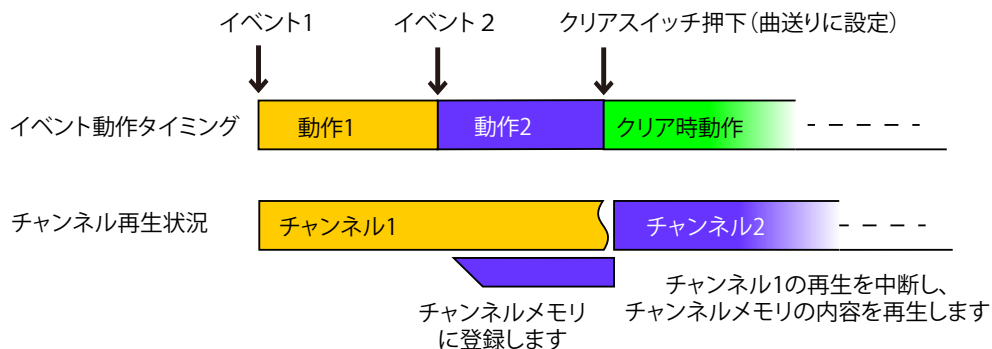 イベント1
イベント 2
クリアスイッチ押下(曲送りに設定)
イベント動作タイミング
動作1
動作2
クリア時動作
チャンネル再生状況
チャンネル1
チャンネル2
チャンネルメモリ
に登録します
チャンネル1の再生を中断し、
チャンネルメモリの内容を再生します